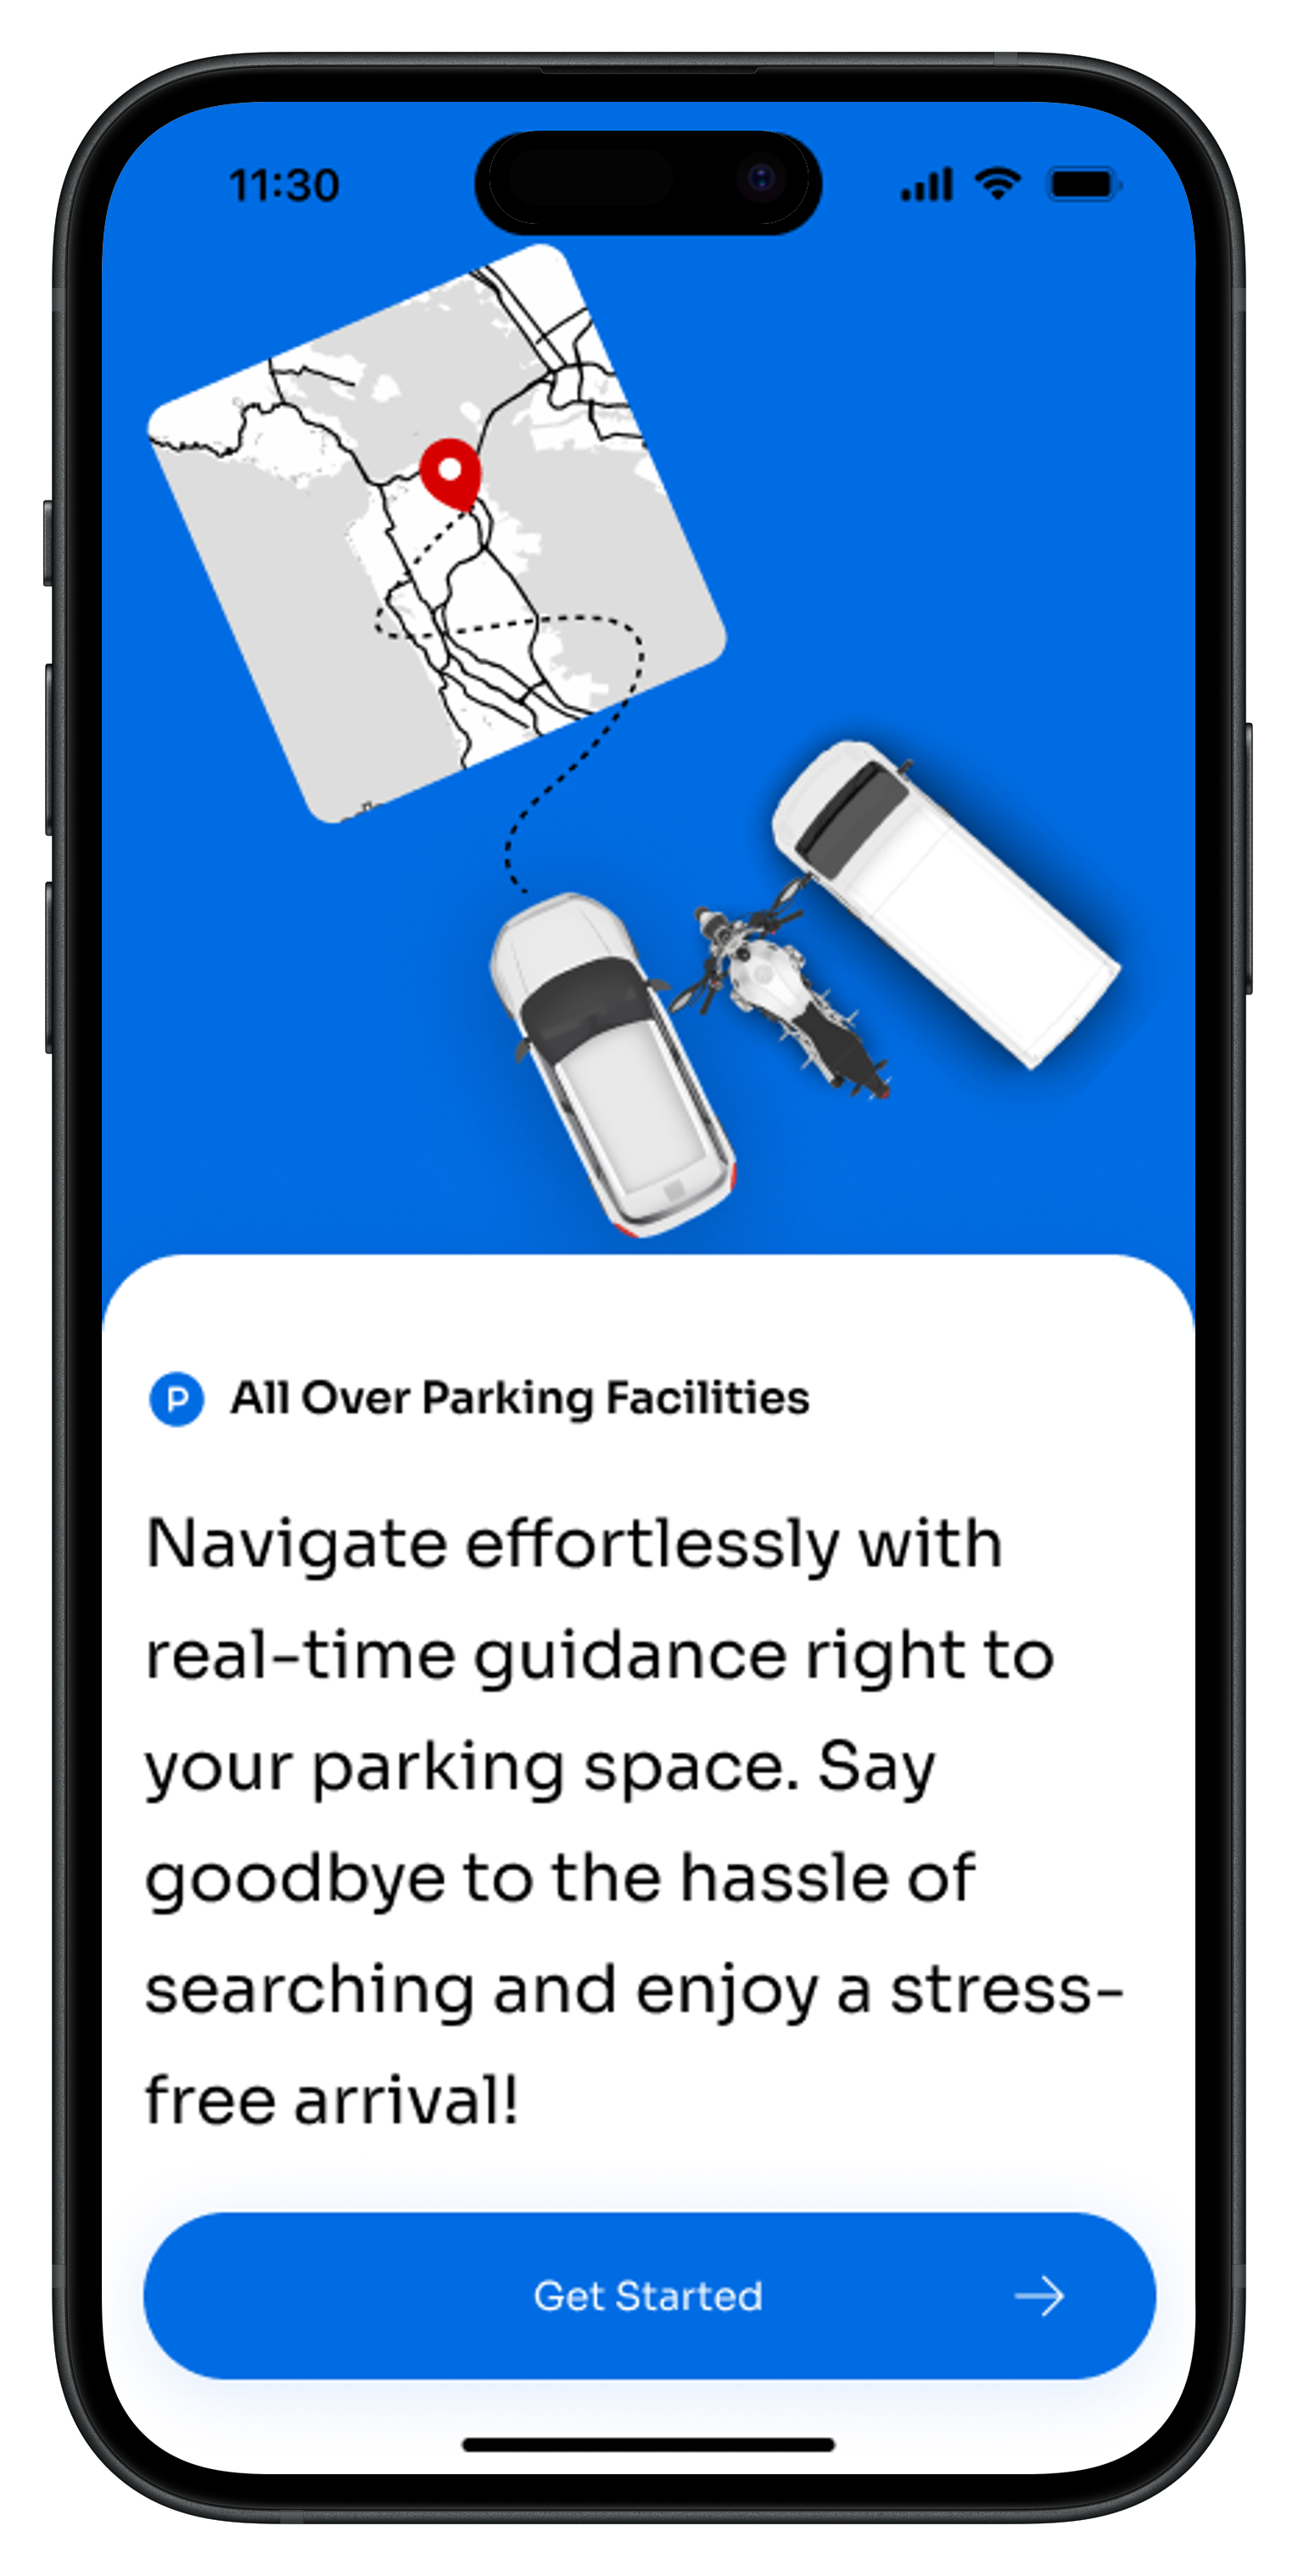 11:30
P All Over Parking Facilities
Navigate effortlessly with
real-time guidance right to
your parking space. Say
goodbye to the hassle of
searching and enjoy a stress-
free arrival!
Get Started